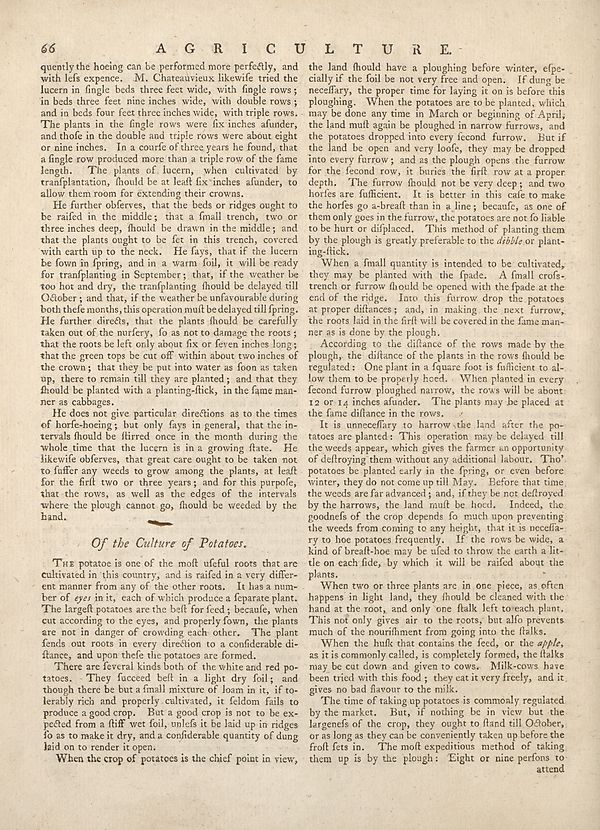 66
AGRICULTURE.
quently the hoeing can be performed more perfectly, and
with leſs expence. M. Chateauvieux likewiſe tried the
lucern in ſingle beds three feet wide, with ſingle rows;
in beds three feet nine inches wide, with double rows;
and in beds four feet three inches wide, with triple rows.
The plants in the ſingle rows were ſix inches aſunder,
and thoſe in the double and triple rows were about eight
or nine inches. In a courſe of three years he found, that
a ſingle row produced more than a triple row of the ſame
length. The plants of lucern, when cultivated by
tranſplantation, ſhould be at leaſt ſix inches aſunder, to
allow them room for extending their crowns.
He further obſerves, that the beds or ridges ought to
be raiſed in the middle; that a ſmall trench, two or
three inches deep, ſhould be drawn in the middle; and
that the plants ought to be ſet in this trench, covered
with earth up to the neck. He ſays, that if the lucern
be ſown in ſpring, and in a warm ſoil, it will be ready
for tranſplanting in September; that, if the weather be
too hot and dry, the tranſplanting ſhould be delayed till
October; and that, if the weather be unfavourable during
both theſe months, this operation muſt be delayed till ſpring.
He further directs, that the plants ſhould be carefully
taken out of the nurſery, ſo as not to damage the roots;
that the roots be left only about ſix or ſeven inches long;
that the green tops be cut off within about two inches of
the crown; that they be put into water as ſoon as taken
up, there to remain till they are planted; and that they
ſhould be planted with a planting-ſtick, in the ſame man-
ner as cabbages.
He does not give particular directions as to the times
of horſe-hoeing; but only ſays in general, that the in-
tervals ſhould be ſtirred once in the month during the
whole time that the lucern is in a growing ſtate. He
likewiſe obſerves, that great care ought to be taken not
to ſuffer any weeds to grow among the plants, at leaſt
for the firſt two or three years; and for this purpoſe,
that the rows, as well as the edges of the intervals
where the plough cannot go, ſhould be weeded by the
hand.
Of the Culture of Potatoes.
THE potatoe is one of the moſt uſeful roots that are
cultivated in this country, and is raiſed in a very differ-
ent manner from any of the other roots. It has a num-
ber of eyes in it, each of which produce a ſeparate plant.
The largeſt potatoes are the beſt for ſeed; becauſe, when
cut according to the eyes, and properly ſown, the plants
are not in danger of crowding each other. The plant
ſends out roots in every direction to a conſiderable di-
ſtance, and upon theſe the potatoes are formed.
There are ſeveral kinds both of the white and red po-
tatoes. They ſucceed beſt in a light dry ſoil; and
though there be but a ſmall mixture of loam in it, if to-
lerably rich and properly cultivated, it ſeldom fails to
produce a good crop. But a good crop is not to be ex-
pected from a ſtiff wet ſoil, unleſs it be laid up in ridges
ſo as to make it dry, and a conſiderable quantity of dung
laid on to render it open.
When the crop of potatoes is the chief point in view,
the land ſhould have a ploughing before winter, eſpe-
cially if the ſoil be not very free and open. If dung be
neceſſary, the proper time for laying it on is before this
ploughing. When the potatoes are to be planted, which
may be done any time in March or beginning of April,
the land muſt again be ploughed in narrow furrows, and
the potatoes dropped into every ſecond furrow. But if
the land be open and very looſe, they may be dropped
into every furrow; and as the plough opens the furrow
for the ſecond row, it buries the firſt row at a proper
depth. The furrow ſhould not be very deep; and two
horſes are ſufficient. It is better in this caſe to make
the horſes go a-breaſt than in a line; becauſe, as one of
them only goes in the furrow, the potatoes are not ſo liable
to be hurt or diſplaced. This method of planting them
by the plough is greatly preferable to the dibble or plant-
ing-ſtick.
When a ſmall quantity is intended to be cultivated,
they may be planted with the ſpade. A ſmall croſs-
trench or furrow ſhould be opened with the ſpade at the
end of the ridge. Into this furrow drop the potatoes
at proper diſtances; and, in making the next furrow,
the roots laid in the firſt will be covered in the ſame man-
ner as is done by the plough.
According to the diſtance of the rows made by the
plough, the diſtance of the plants in the rows ſhould be
regulated: One plant in a ſquare foot is ſufficient to al-
low them to be properly hoed. When planted in every
ſecond furrow ploughed narrow, the rows will be about
12 or 14 inches aſunder. The plants may be placed at
the ſame diſtance in the rows.
It is unneceſſary to harrow the land after the po-
tatoes are planted: This operation may be delayed till
the weeds appear, which gives the farmer an opportunity
of deſtroying them without any additional labour. Tho'
potatoes be planted early in the ſpring, or even before
winter, they do not come up till May. Before that time
the weeds are far advanced; and, if they be not deſtroyed
by the harrows, the land muſt be hoed. Indeed, the
goodneſs of the crop depends ſo much upon preventing
the weeds from coming to any height, that it is neceſſa-
ry to hoe potatoes frequently. If the rows be wide, a
kind of breaſt-hoe may be uſed to throw the earth a lit-
tle on each ſide, by which it will be raiſed about the
plants.
When two or three plants are in one piece, as often
happens in light land, they ſhould be cleaned with the
hand at the root, and only one ſtalk left to each plant.
This not only gives air to the roots, but alſo prevents
much of the nouriſhment from going into the ſtalks.
When the huſk that contains the ſeed, or the apple,
as it is commonly called, is completely formed, the ſtalks
may be cut down and given to cows. Milk-cows have
been tried with this food; they eat it very freely, and it
gives no bad flavour to the milk.
The time of taking up potatoes is commonly regulated
by the market. But, if nothing be in view but the
largeneſs of the crop, they ought to ſtand till October,
or as long as they can be conveniently taken up before the
froſt ſets in. The moſt expeditious method of taking
them up is by the plough: Eight or nine perſons to
attend